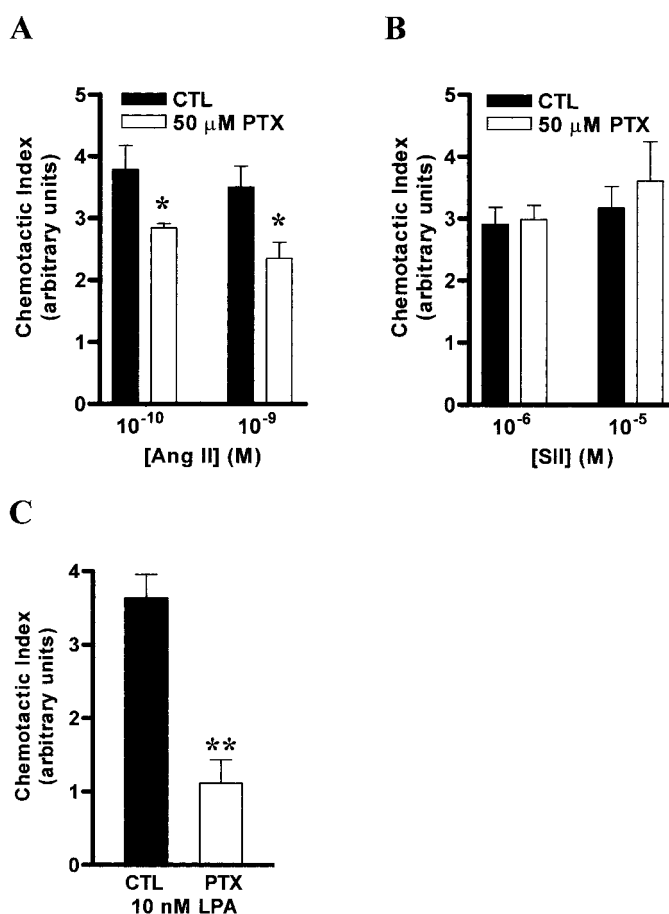 A
CTL
50 μM PTX
5
4
3
2
1
0
Chemotactic Index
(arbitrary units)
*
*
10-10
10-9
[Ang II] (M)
B
CTL
50 μM PTX
5
4
3
2
1
0
Chemotactic Index
(arbitrary units)
10-6
10-5
[SII] (M)
C
4
3
2
1
0
Chemotactic Index
(arbitrary units)
**
CTL PTX
10 nM LPA